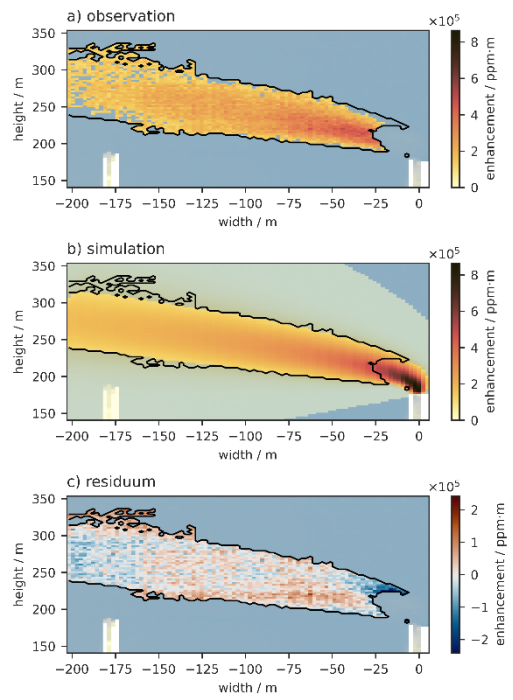 a) observation
×10⁵
height / m
350
300
250
200
150
−200 −175 −150 −125 −100 −75 −50 −25 0
width / m
8
6
4
2
0
enhancement / ppm·m
b) simulation
×10⁵
height / m
350
300
250
200
150
−200 −175 −150 −125 −100 −75 −50 −25 0
width / m
8
6
4
2
0
enhancement / ppm·m
c) residuum
×10⁵
height / m
350
300
250
200
150
−200 −175 −150 −125 −100 −75 −50 −25 0
width / m
2
1
0
−1
−2
enhancement / ppm·m